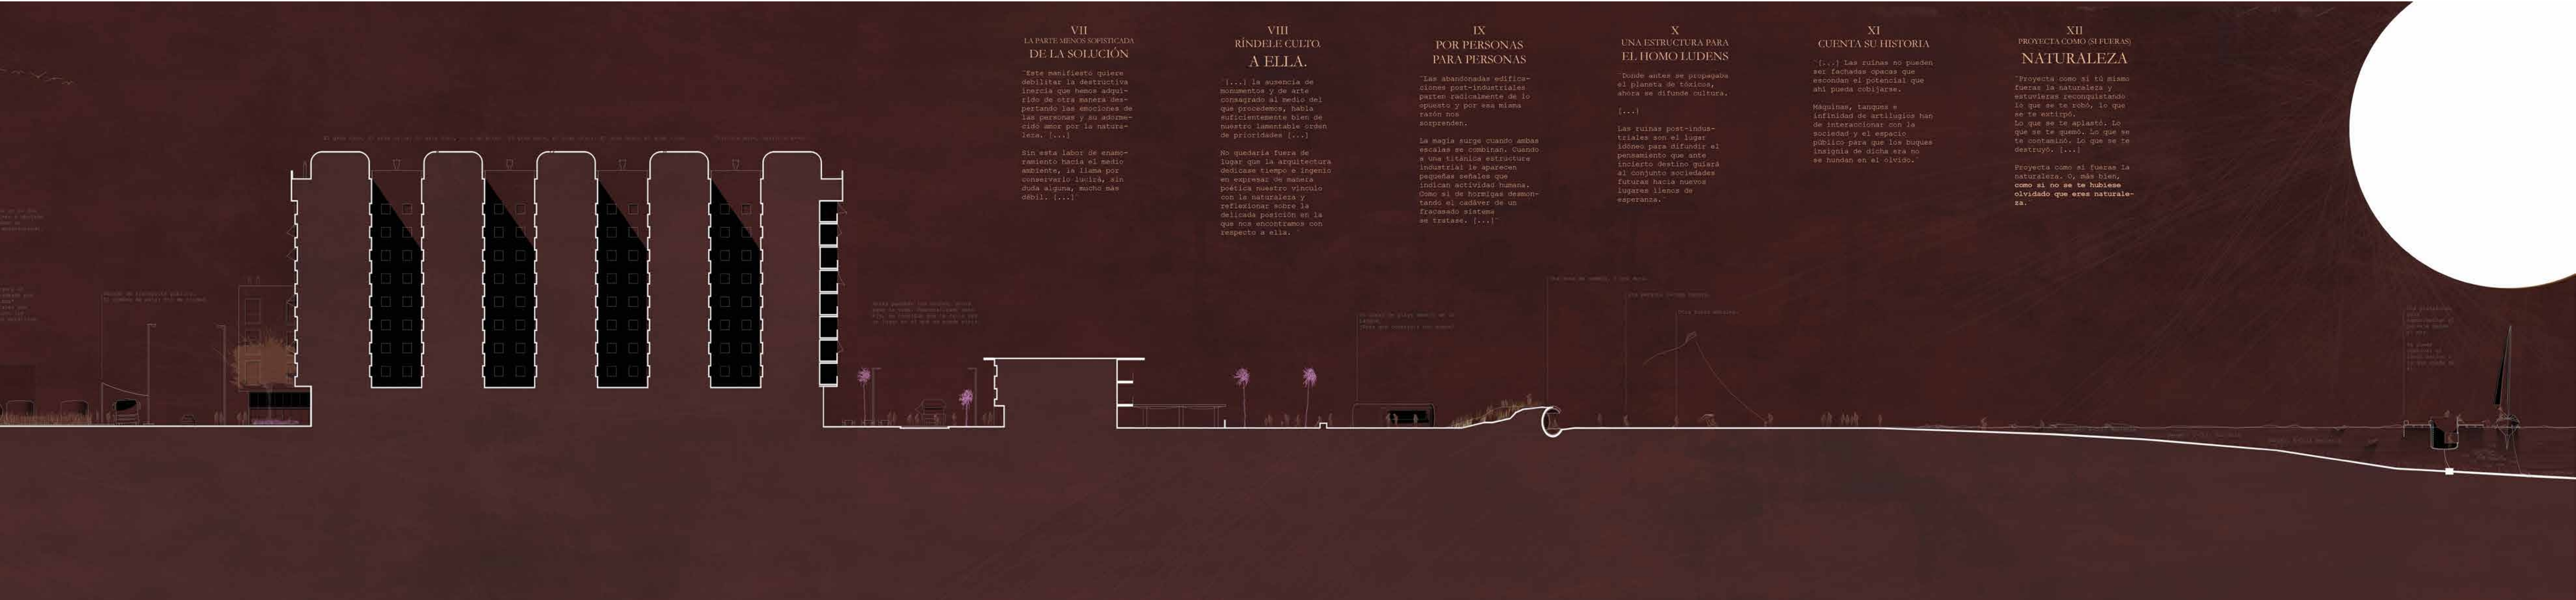 VII
LA PARTE MENOS SOFISTICADA
DE LA SOLUCIÓN
"Este manifiesto quiere
debilitar la destructiva
inercia que hemos adqui-
rido de otra manera des-
pertando las emociones de
las personas y su adorme-
cido amor por la natura-
leza. [...]
Sin esta labor de enamo-
ramiento hacia el medio
ambiente, la llama por
conservarlo lucirá, sin
duda alguna, mucho más
débil. [...]"
VIII
RÍNDELE CULTO.
A ELLA.
"[...] la ausencia de
monumentos y de arte
consagrado al medio del
que procedemos, habla
suficientemente bien de
nuestro lamentable orden
de prioridades [...]
No quedaría fuera de
lugar que la arquitectura
dedicase tiempo e ingenio
en expresar de manera
poética nuestro vínculo
con la naturaleza y
reflexionar sobre la
delicada posición en la
que nos encontramos con
respecto a ella.
IX
POR PERSONAS
PARA PERSONAS
"Las abandonadas edifica-
ciones post-industriales
parten radicalmente de lo
opuesto y por esa misma
razón nos
sorprenden.
La magia surge cuando ambas
escalas se combinan. Cuando
a una titánica estructura
industrial le aparecen
pequeñas señales que
indican actividad humana.
Como si de hormigas desmon-
tando el cadáver de un
fracasado sistema
se tratase. [...]"
X
UNA ESTRUCTURA PARA
EL HOMO LUDENS
"Donde antes se propagaba
el planeta de tóxicos,
ahora se difunde cultura.
[...]
Las ruinas post-indus-
triales son el lugar
idóneo para difundir el
pensamiento que ante
incierto destino guiará
al conjunto sociedades
futuras hacia nuevos
lugares llenos de
esperanza."
XI
CUENTA SU HISTORIA
"[...] Las ruinas no pueden
ser fachadas opacas que
escondan el potencial que
ahí pueda cobijarse.
Máquinas, tanques e
infinidad de artilugios han
de interaccionar con la
sociedad y el espacio
público para que los buques
insignia de dicha era no
se hundan en el olvido."
XII
PROYECTA COMO (SI FUERAS)
NATURALEZA
"Proyecta como si tú mismo
fueras la naturaleza y
estuvieras reconquistando
lo que se te robó, lo que
se te extirpó.
Lo que se te aplastó. Lo
que se te quemó. Lo que se
te contaminó. Lo que se te
destruyó. [...]
Proyecta como si fueras la
naturaleza. O, más bien,
como si no se te hubiese
olvidado que eres naturale-
za."